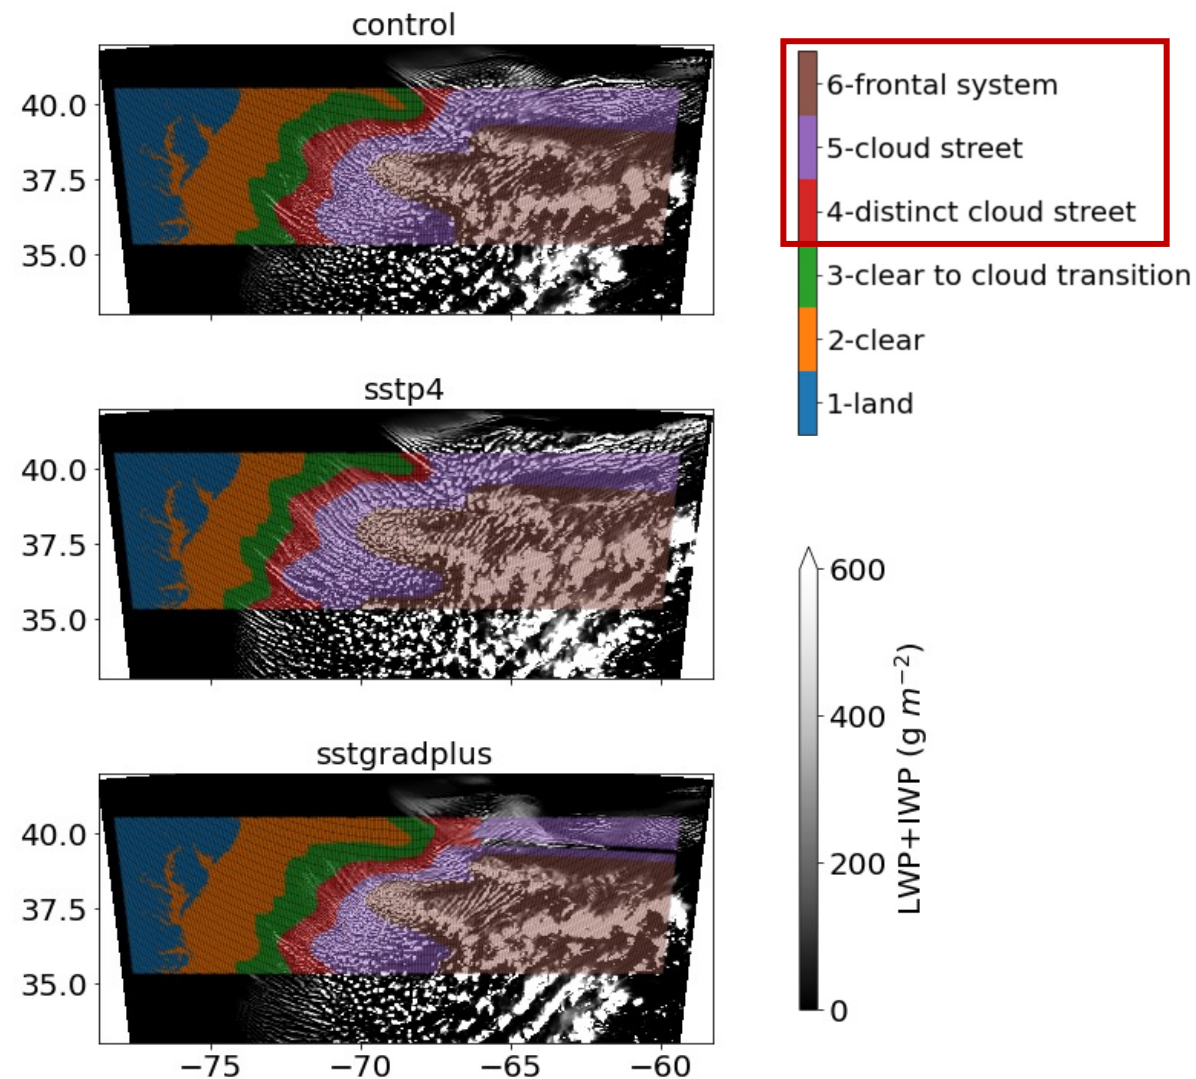 control
40.0
37.5
35.0
6-frontal system
5-cloud street
4-distinct cloud street
3-clear to cloud transition
2-clear
1-land
sstp4
40.0
37.5
35.0
sstgradplus
40.0
37.5
35.0
−75
−70
−65
−60
600
400
200
0
LWP+IWP (g m⁻²)